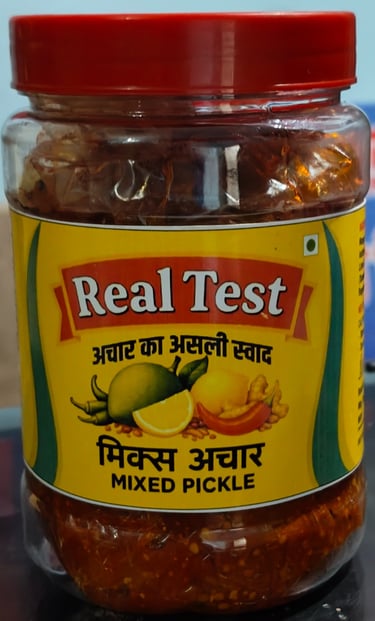 Real Test
अचार का असली स्वाद
मिक्स अचार
MIXED PICKLE